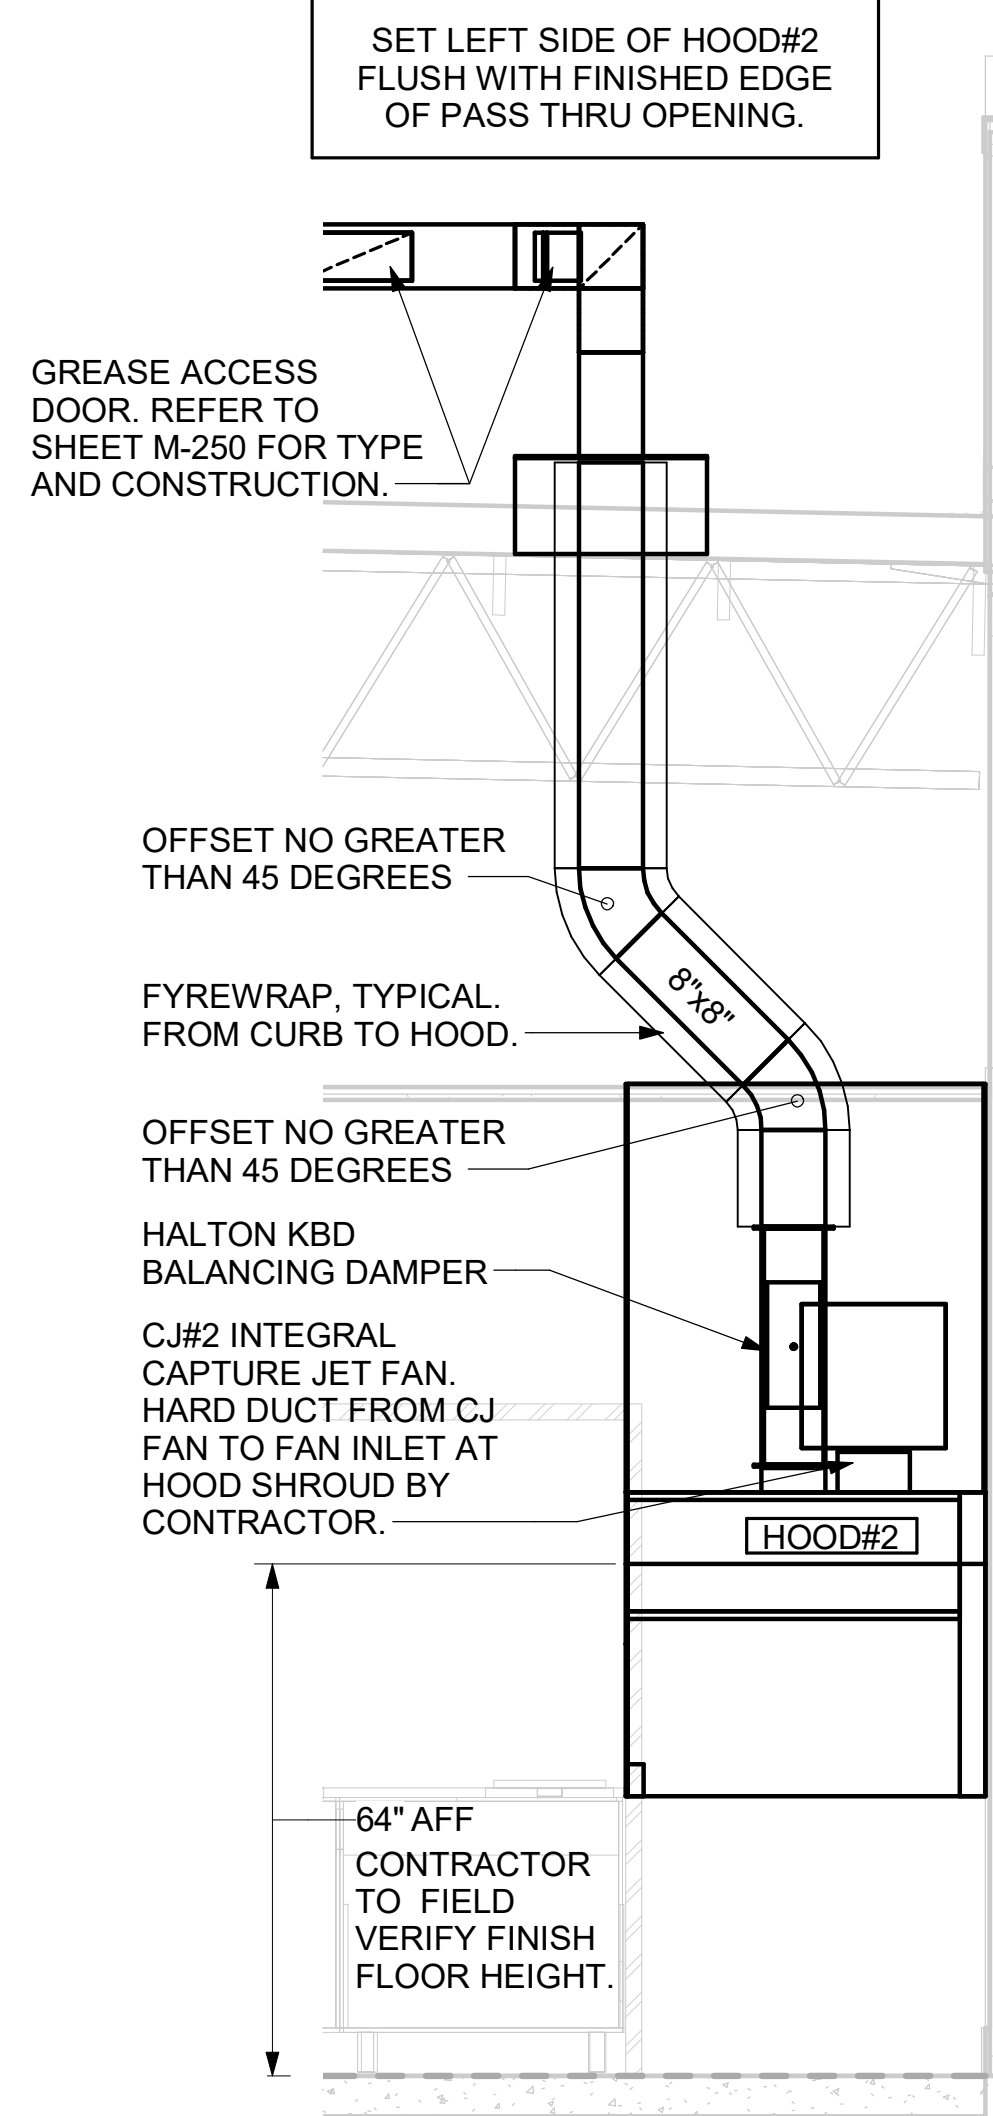 SET LEFT SIDE OF HOOD#2
FLUSH WITH FINISHED EDGE
OF PASS THRU OPENING.
GREASE ACCESS
DOOR. REFER TO
SHEET M-250 FOR TYPE
AND CONSTRUCTION.
OFFSET NO GREATER
THAN 45 DEGREES
8"x8"
FYREWRAP, TYPICAL.
FROM CURB TO HOOD.
OFFSET NO GREATER
THAN 45 DEGREES
HALTON KBD
BALANCING DAMPER
CJ#2 INTEGRAL
CAPTURE JET FAN.
HARD DUCT FROM CJ
FAN TO FAN INLET AT
HOOD SHROUD BY
CONTRACTOR.
HOOD#2
64" AFF
CONTRACTOR
TO FIELD
VERIFY FINISH
FLOOR HEIGHT.